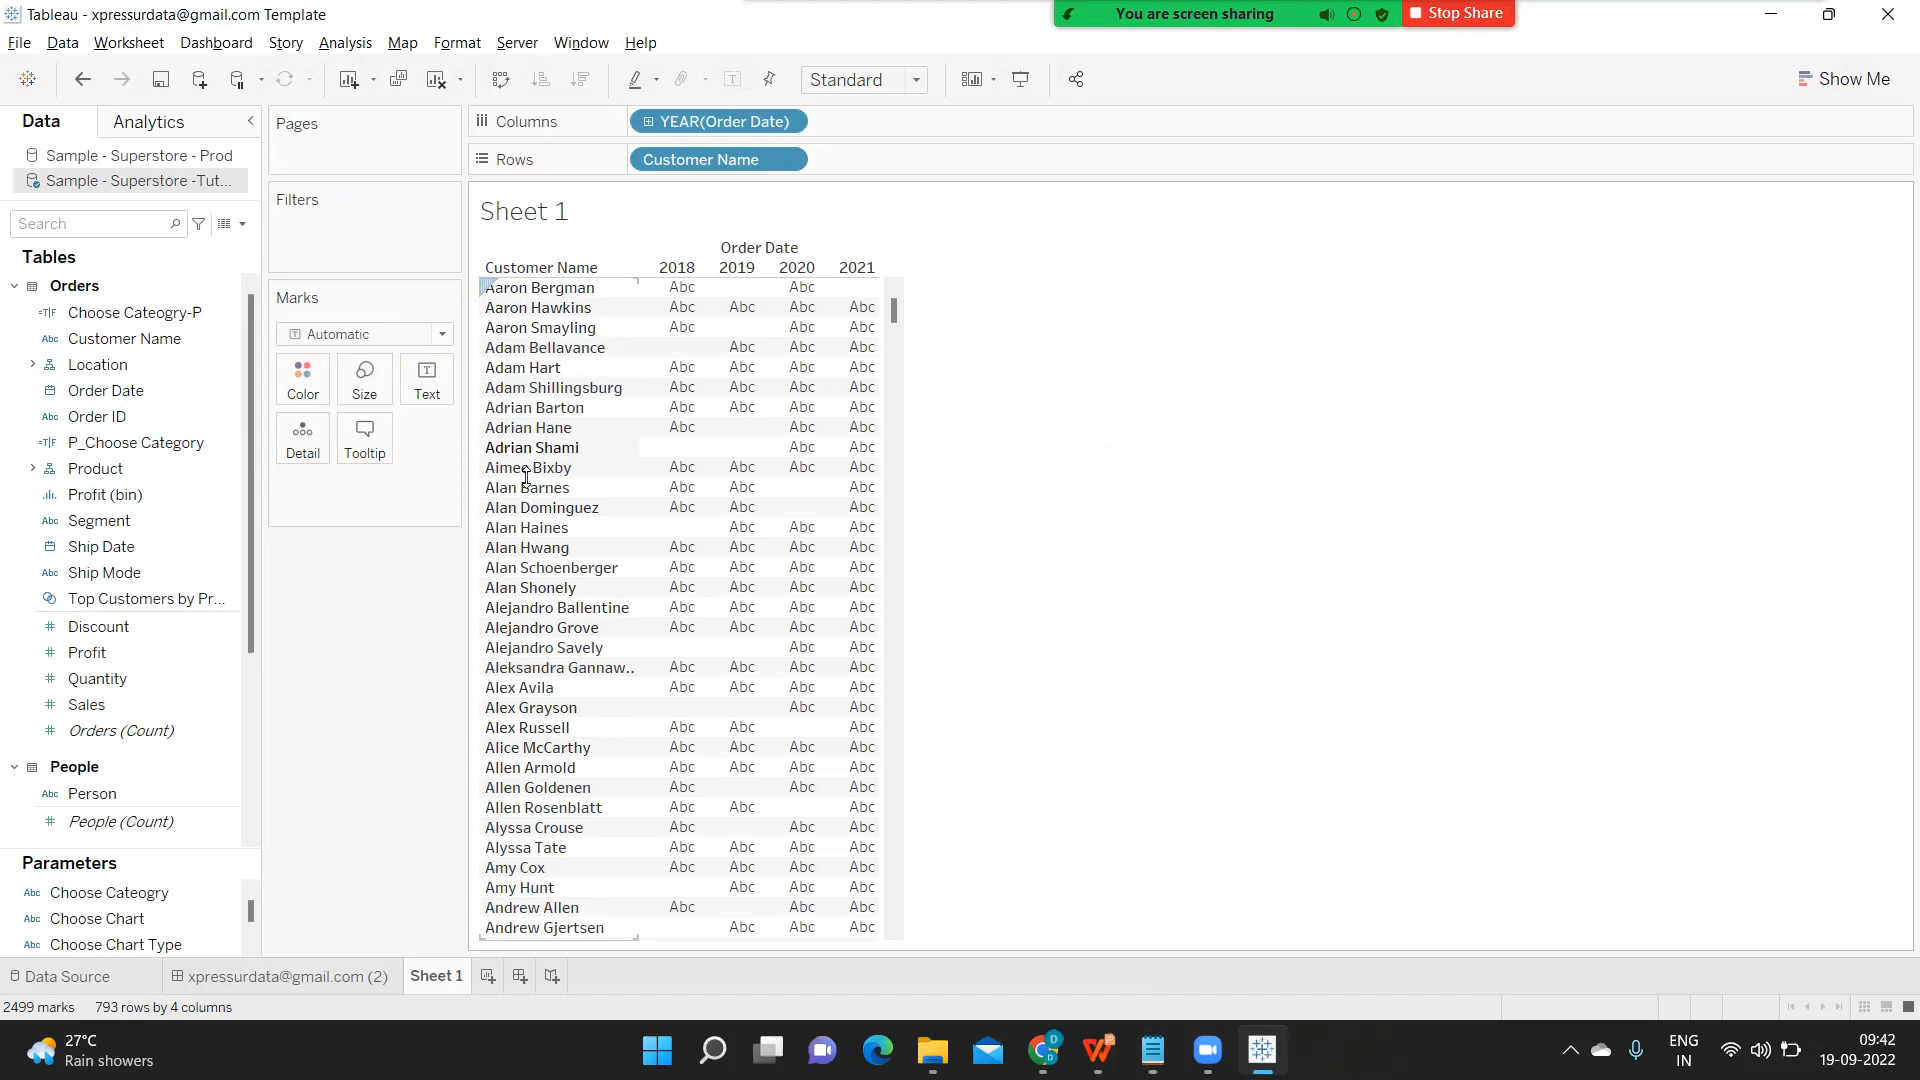 Tableau - xpressurdata@gmail.com Template
You are screen sharing
Stop Share
File Data Worksheet Dashboard Story Analysis Map Format Server Window Help
Standard
Show Me
Data Analytics
Sample - Superstore - Prod
Sample - Superstore -Tut...
Search
Tables
Orders
Choose Cateogry-P
Customer Name
Location
Order Date
Order ID
P_Choose Category
Product
Profit (bin)
Segment
Ship Date
Ship Mode
Top Customers by Pr...
Discount
Profit
Quantity
Sales
Orders (Count)
People
Person
People (Count)
Parameters
Choose Cateogry
Choose Chart
Choose Chart Type
Pages
Filters
Marks
Automatic
Color Size Text
Detail Tooltip
Columns YEAR(Order Date)
Rows Customer Name
Sheet 1
Order Date
Customer Name 2018 2019 2020 2021
Aaron Bergman Abc Abc
Aaron Hawkins Abc Abc Abc Abc
Aaron Smayling Abc Abc Abc
Adam Bellavance Abc Abc Abc
Adam Hart Abc Abc Abc Abc
Adam Shillingsburg Abc Abc Abc Abc
Adrian Barton Abc Abc Abc Abc
Adrian Hane Abc Abc Abc
Adrian Shami Abc Abc
Aimee Bixby Abc Abc Abc Abc
Alan Barnes Abc Abc Abc
Alan Dominguez Abc Abc Abc
Alan Haines Abc Abc Abc
Alan Hwang Abc Abc Abc Abc
Alan Schoenberger Abc Abc Abc Abc
Alan Shonely Abc Abc Abc Abc
Alejandro Ballentine Abc Abc Abc Abc
Alejandro Grove Abc Abc Abc Abc
Alejandro Savely Abc Abc
Aleksandra Gannaw.. Abc Abc Abc Abc
Alex Avila Abc Abc Abc Abc
Alex Grayson Abc Abc
Alex Russell Abc Abc Abc
Alice McCarthy Abc Abc Abc Abc
Allen Armold Abc Abc Abc Abc
Allen Goldenen Abc Abc Abc
Allen Rosenblatt Abc Abc Abc
Alyssa Crouse Abc Abc Abc
Alyssa Tate Abc Abc Abc Abc
Amy Cox Abc Abc Abc Abc
Amy Hunt Abc Abc Abc
Andrew Allen Abc Abc Abc
Andrew Gjertsen Abc Abc Abc
Data Source xpressurdata@gmail.com (2) Sheet 1
2499 marks 793 rows by 4 columns
27°C
Rain showers
ENG
IN
09:42
19-09-2022